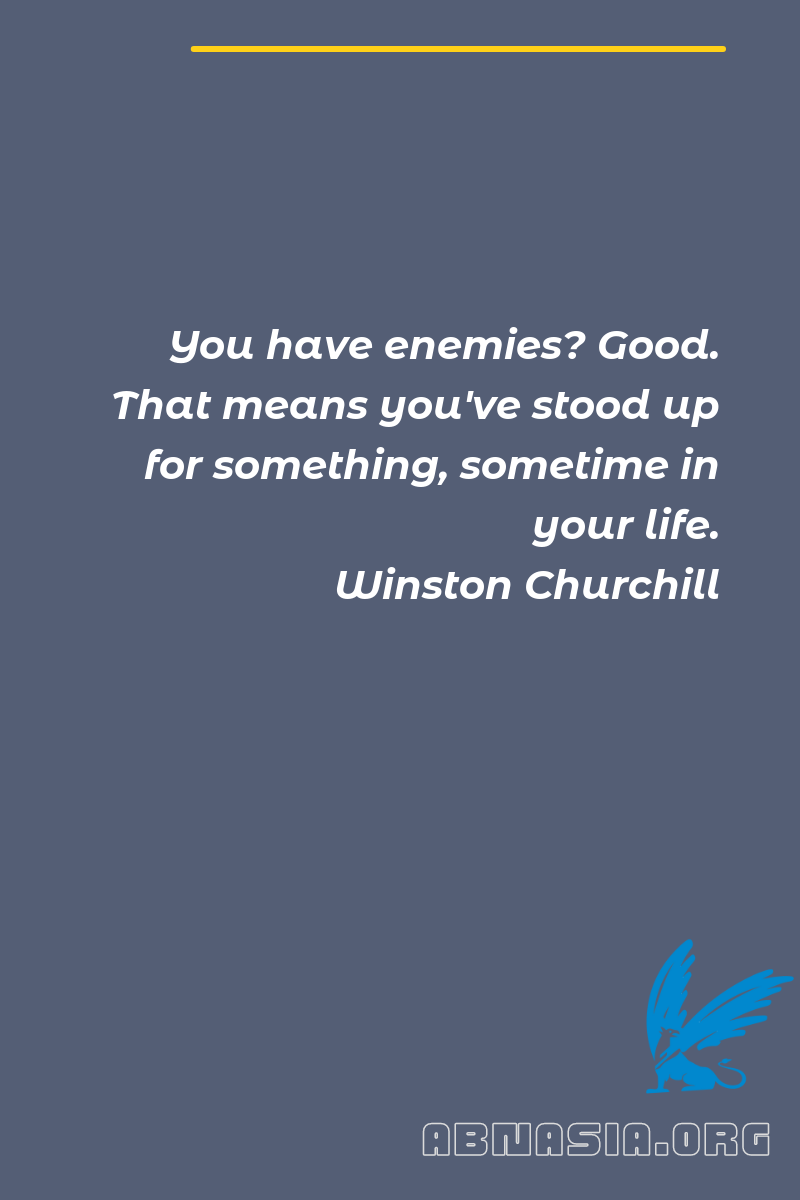 You have enemies? Good.
That means you've stood up
for something, sometime in
your life.
Winston Churchill
ABNASIA.ORG